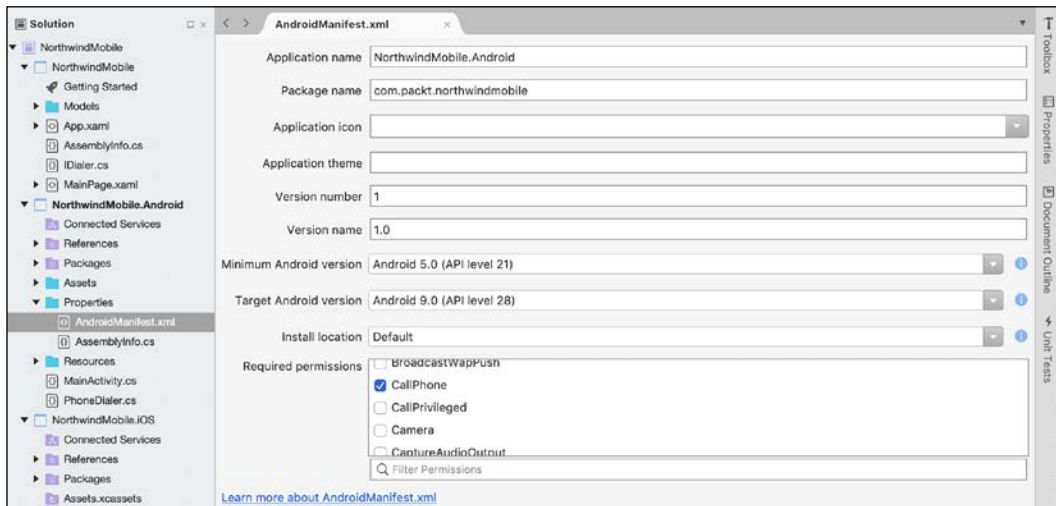 Solution
NorthwindMobile
NorthwindMobile
Getting Started
Models
App.xaml
AssemblyInfo.cs
IDialer.cs
MainPage.xaml
NorthwindMobile.Android
Connected Services
References
Packages
Assets
Properties
AndroidManifest.xml
AssemblyInfo.cs
Resources
MainActivity.cs
PhoneDialer.cs
NorthwindMobile.iOS
Connected Services
References
Packages
Assets.xcassets
AndroidManifest.xml
Application name NorthwindMobile.Android
Package name com.packt.northwindmobile
Application icon
Application theme
Version number 1
Version name 1.0
Minimum Android version Android 5.0 (API level 21)
Target Android version Android 9.0 (API level 28)
Install location Default
Required permissions BroadcastWapPush
CallPhone
CallPrivileged
Camera
CaptureAudioOutput
Filter Permissions
Learn more about AndroidManifest.xml
Toolbox
Properties
Document Outline
Unit Tests